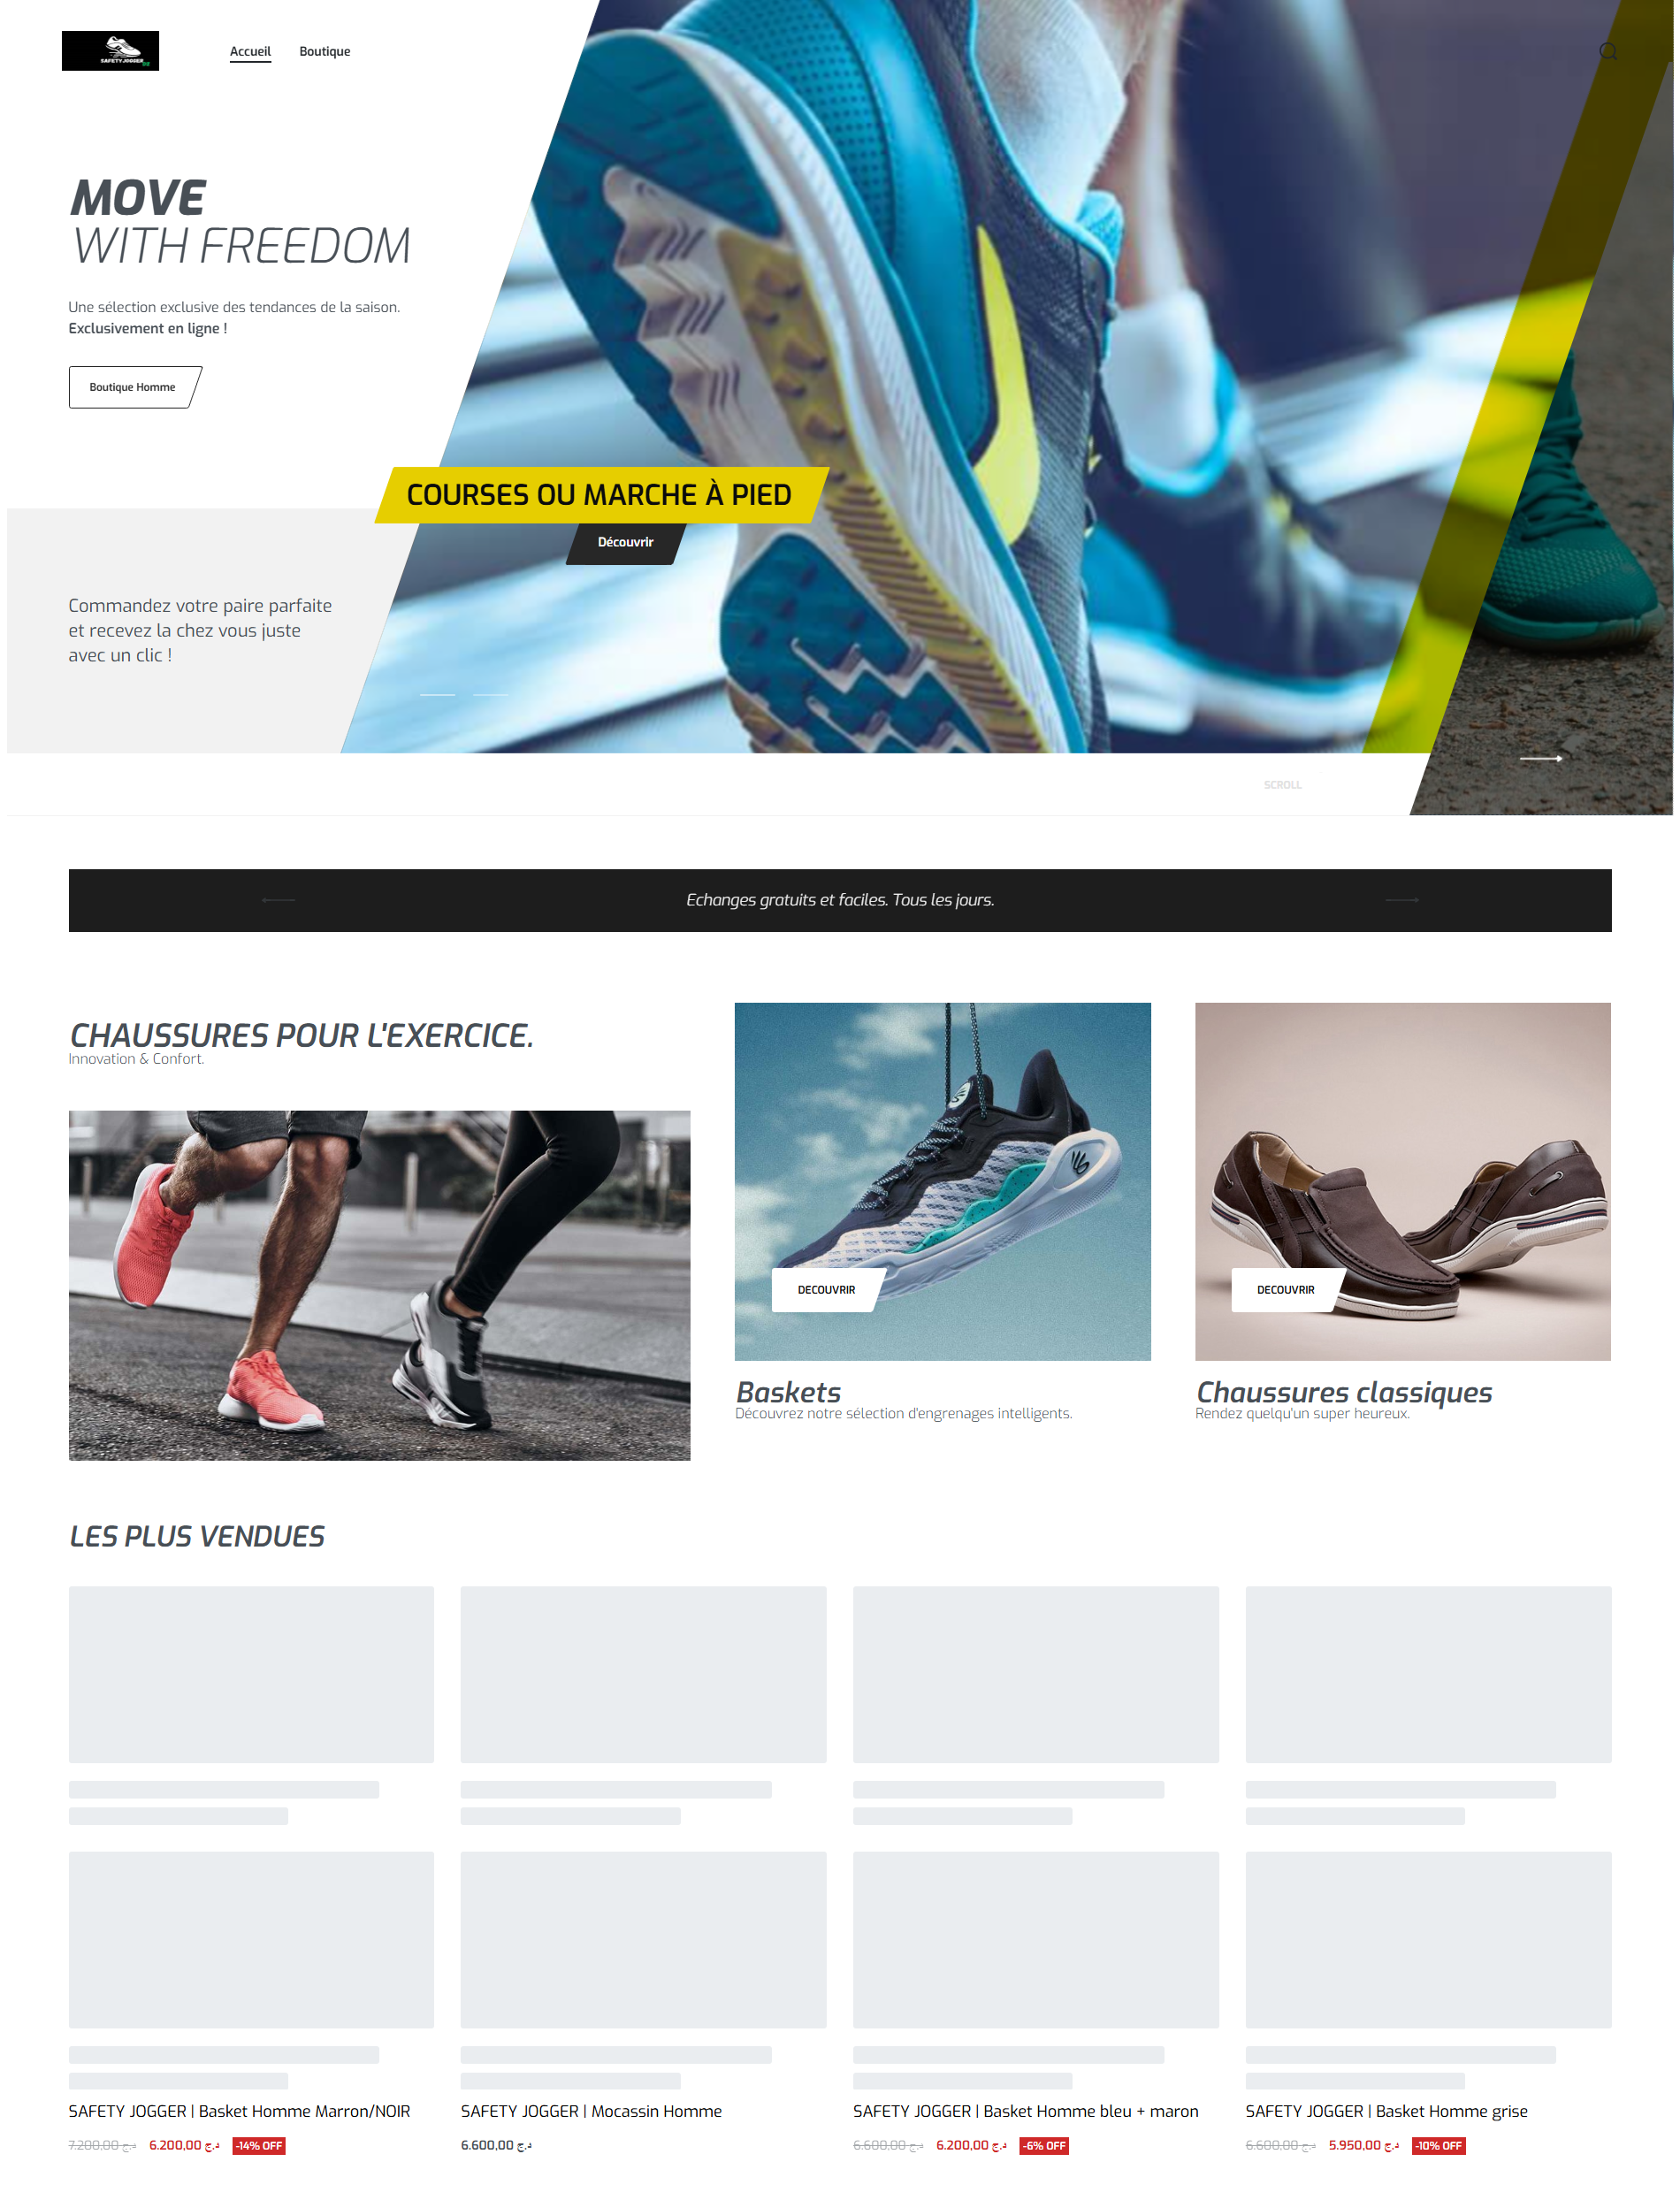 SAFETY JOGGER
Accueil
Boutique
MOVE
WITH FREEDOM
Une sélection exclusive des tendances de la saison.
Exclusivement en ligne !
Boutique Homme
COURSES OU MARCHE À PIED
Découvrir
Commandez votre paire parfaite
et recevez la chez vous juste
avec un clic !
SCROLL
Echanges gratuits et faciles. Tous les jours.
CHAUSSURES POUR L'EXERCICE.
Innovation & Confort.
DECOUVRIR
DECOUVRIR
Baskets
Découvrez notre sélection d'engrenages intelligents.
Chaussures classiques
Rendez quelqu'un super heureux.
LES PLUS VENDUES
SAFETY JOGGER | Basket Homme Marron/NOIR
7.200,00 د.ج 6.200,00 د.ج -14% OFF
SAFETY JOGGER | Mocassin Homme
6.600,00 د.ج
SAFETY JOGGER | Basket Homme bleu + maron
6.600,00 د.ج 6.200,00 د.ج -6% OFF
SAFETY JOGGER | Basket Homme grise
6.600,00 د.ج 5.950,00 د.ج -10% OFF